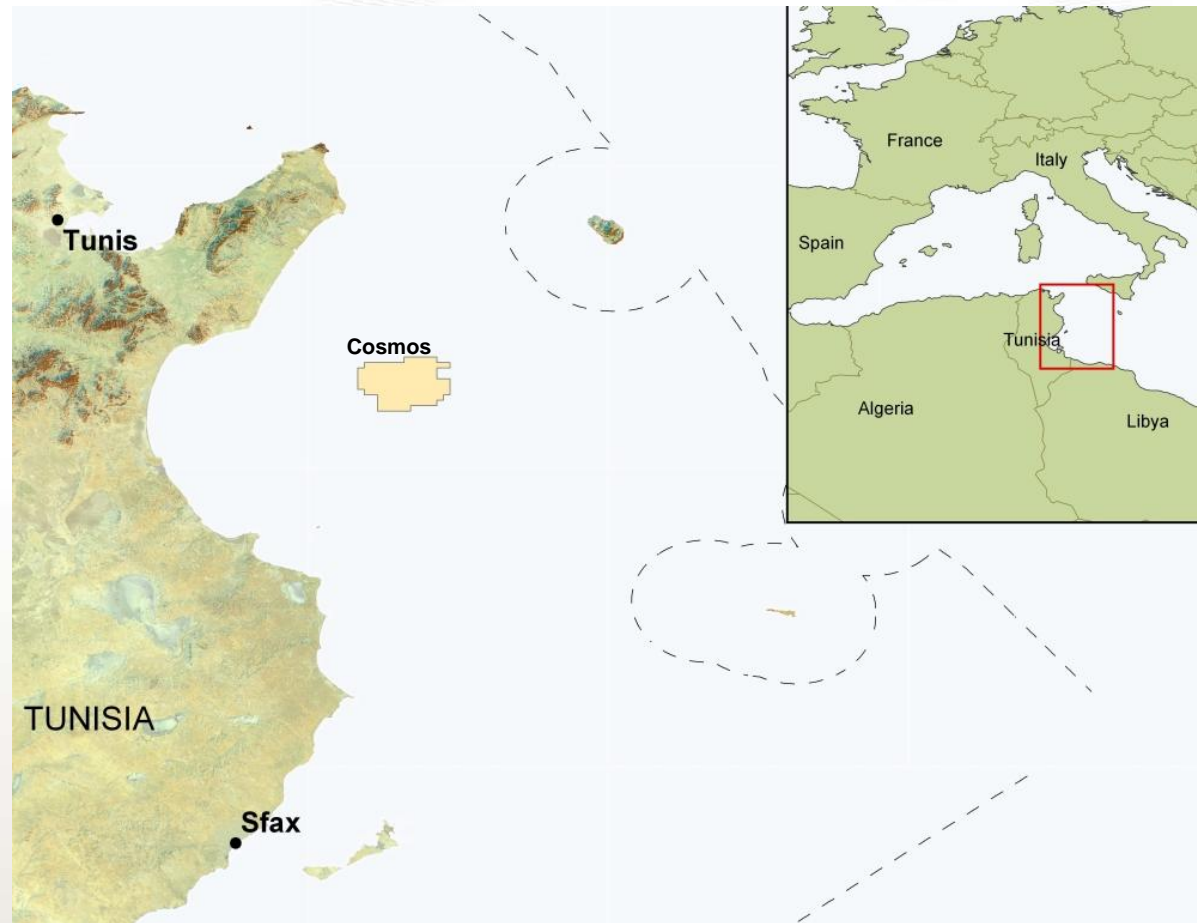 Tunis
Cosmos
TUNISIA
Sfax
France
Italy
Spain
Tunisia
Algeria
Libya